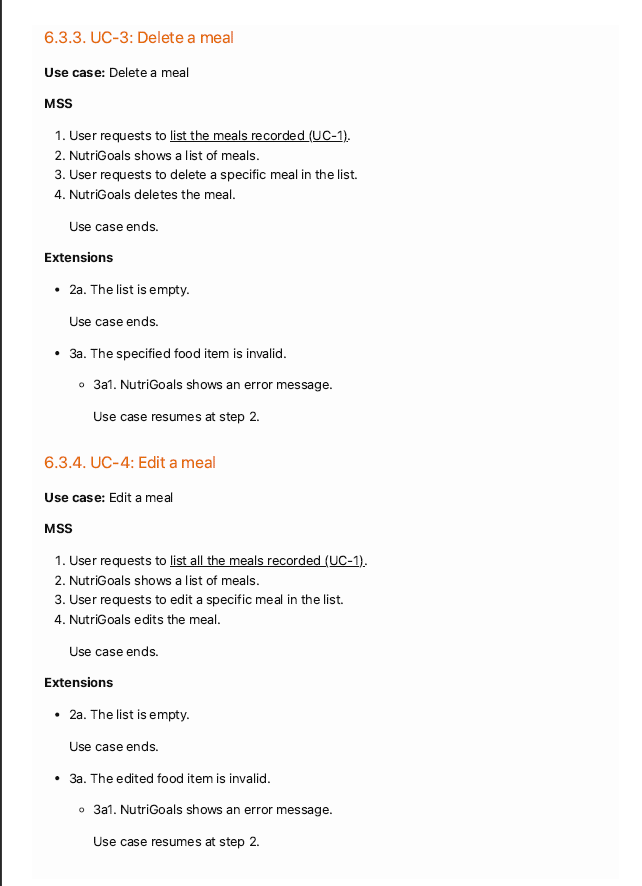 6.3.3. UC-3: Delete a meal
Use case: Delete a meal
MSS
1. User requests to list the meals recorded (UC-1).
2. NutriGoals shows a list of meals.
3. User requests to delete a specific meal in the list.
4. NutriGoals deletes the meal.
Use case ends.
Extensions
• 2a. The list is empty.
Use case ends.
• 3a. The specified food item is invalid.
◦ 3a1. NutriGoals shows an error message.
Use case resumes at step 2.
6.3.4. UC-4: Edit a meal
Use case: Edit a meal
MSS
1. User requests to list all the meals recorded (UC-1).
2. NutriGoals shows a list of meals.
3. User requests to edit a specific meal in the list.
4. NutriGoals edits the meal.
Use case ends.
Extensions
• 2a. The list is empty.
Use case ends.
• 3a. The edited food item is invalid.
◦ 3a1. NutriGoals shows an error message.
Use case resumes at step 2.